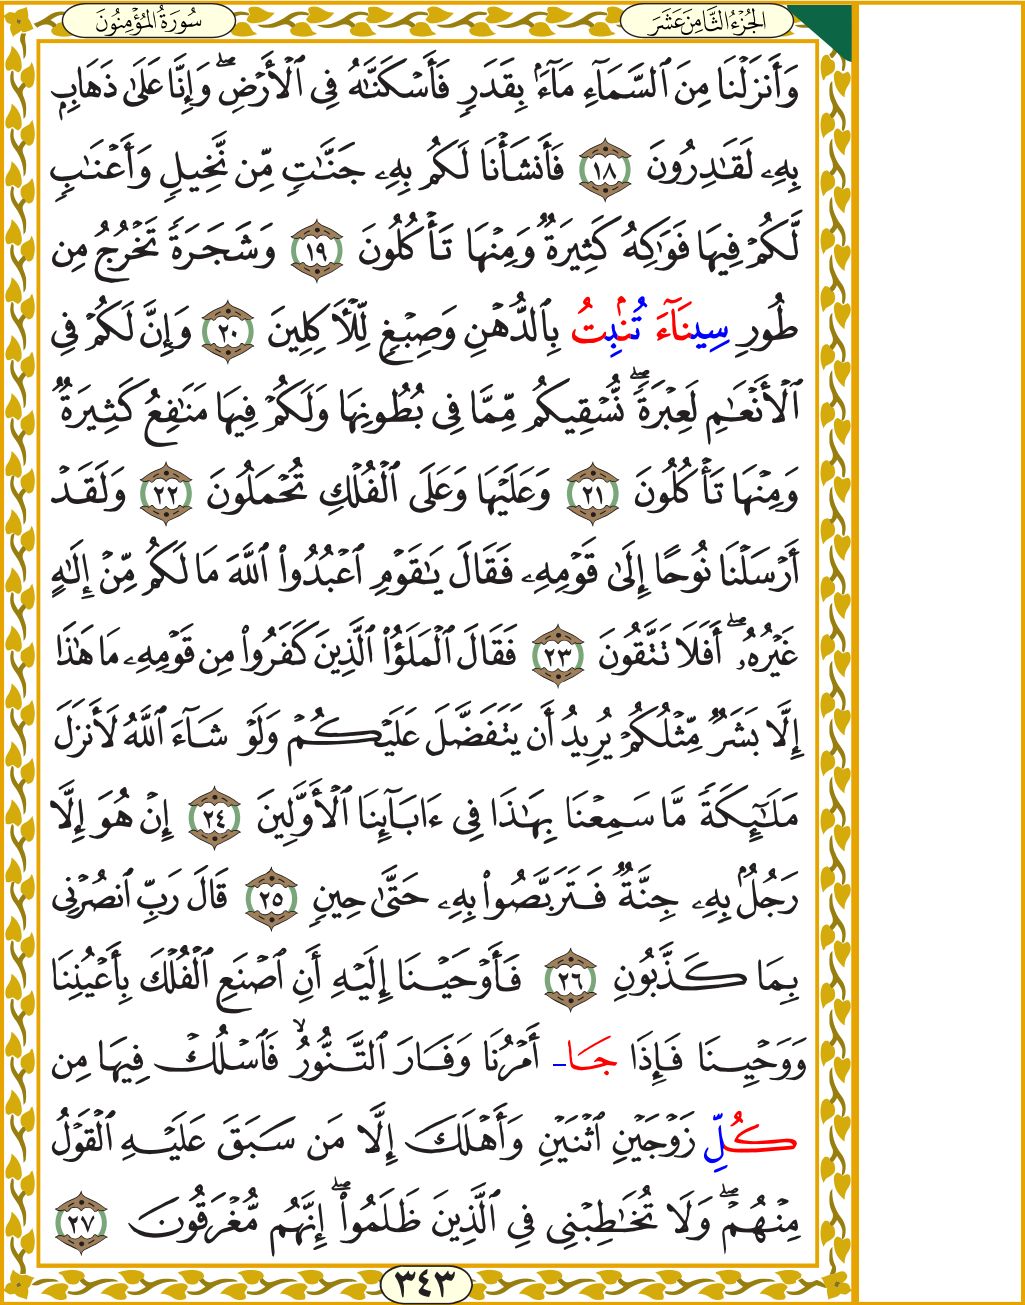 الجُزْءُ الثَّامِنَ عَشَرَ
سُورَةُ المُؤْمِنُونَ
وَأَنزَلْنَا مِنَ ٱلسَّمَآءِ مَآءَۢ بِقَدَرٖ فَأَسْكَنَّٰهُ فِي ٱلْأَرْضِۖ وَإِنَّا عَلَىٰ ذَهَابِۭ
بِهِۦ لَقَٰدِرُونَ ١٨ فَأَنشَأْنَا لَكُم بِهِۦ جَنَّٰتٖ مِّن نَّخِيلٖ وَأَعْنَٰبٖ
لَّكُمْ فِيهَا فَوَٰكِهُ كَثِيرَةٞ وَمِنْهَا تَأْكُلُونَ ١٩ وَشَجَرَةٗ تَخْرُجُ مِن
طُورِ سِينَآءَ تُنۢبِتُ بِٱلدُّهْنِ وَصِبْغٖ لِّلْأٓكِلِينَ ٢٠ وَإِنَّ لَكُمْ فِي
ٱلْأَنْعَٰمِ لَعِبْرَةٗۖ نُّسْقِيكُم مِّمَّا فِي بُطُونِهَا وَلَكُمْ فِيهَا مَنَٰفِعُ كَثِيرَةٞ
وَمِنْهَا تَأْكُلُونَ ٢١ وَعَلَيْهَا وَعَلَى ٱلْفُلْكِ تُحْمَلُونَ ٢٢ وَلَقَدْ
أَرْسَلْنَا نُوحًا إِلَىٰ قَوْمِهِۦ فَقَالَ يَٰقَوْمِ ٱعْبُدُوا۟ ٱللَّهَ مَا لَكُم مِّنْ إِلَٰهٍ
غَيْرُهُۥٓۖ أَفَلَا تَتَّقُونَ ٢٣ فَقَالَ ٱلْمَلَؤُا۟ ٱلَّذِينَ كَفَرُوا۟ مِن قَوْمِهِۦ مَا هَٰذَا
إِلَّا بَشَرٞ مِّثْلُكُمْ يُرِيدُ أَن يَتَفَضَّلَ عَلَيْكُمْ وَلَوْ شَآءَ ٱللَّهُ لَأَنزَلَ
مَلَٰٓئِكَةٗ مَّا سَمِعْنَا بِهَٰذَا فِي ءَابَآئِنَا ٱلْأَوَّلِينَ ٢٤ إِنْ هُوَ إِلَّا
رَجُلُۢ بِهِۦ جِنَّةٞ فَتَرَبَّصُوا۟ بِهِۦ حَتَّىٰ حِينٖ ٢٥ قَالَ رَبِّ ٱنصُرْنِي
بِمَا كَذَّبُونِ ٢٦ فَأَوْحَيْنَا إِلَيْهِ أَنِ ٱصْنَعِ ٱلْفُلْكَ بِأَعْيُنِنَا
وَوَحْيِنَا فَإِذَا جَا- أَمْرُنَا وَفَارَ ٱلتَّنُّورُۙ فَٱسْلُكْ فِيهَا مِن
كُلِّ زَوْجَيْنِ ٱثْنَيْنِ وَأَهْلَكَ إِلَّا مَن سَبَقَ عَلَيْهِ ٱلْقَوْلُ
مِنْهُمْۖ وَلَا تُخَٰطِبْنِي فِي ٱلَّذِينَ ظَلَمُوٓا۟ۖ إِنَّهُم مُّغْرَقُونَ ٢٧
٣٤٣